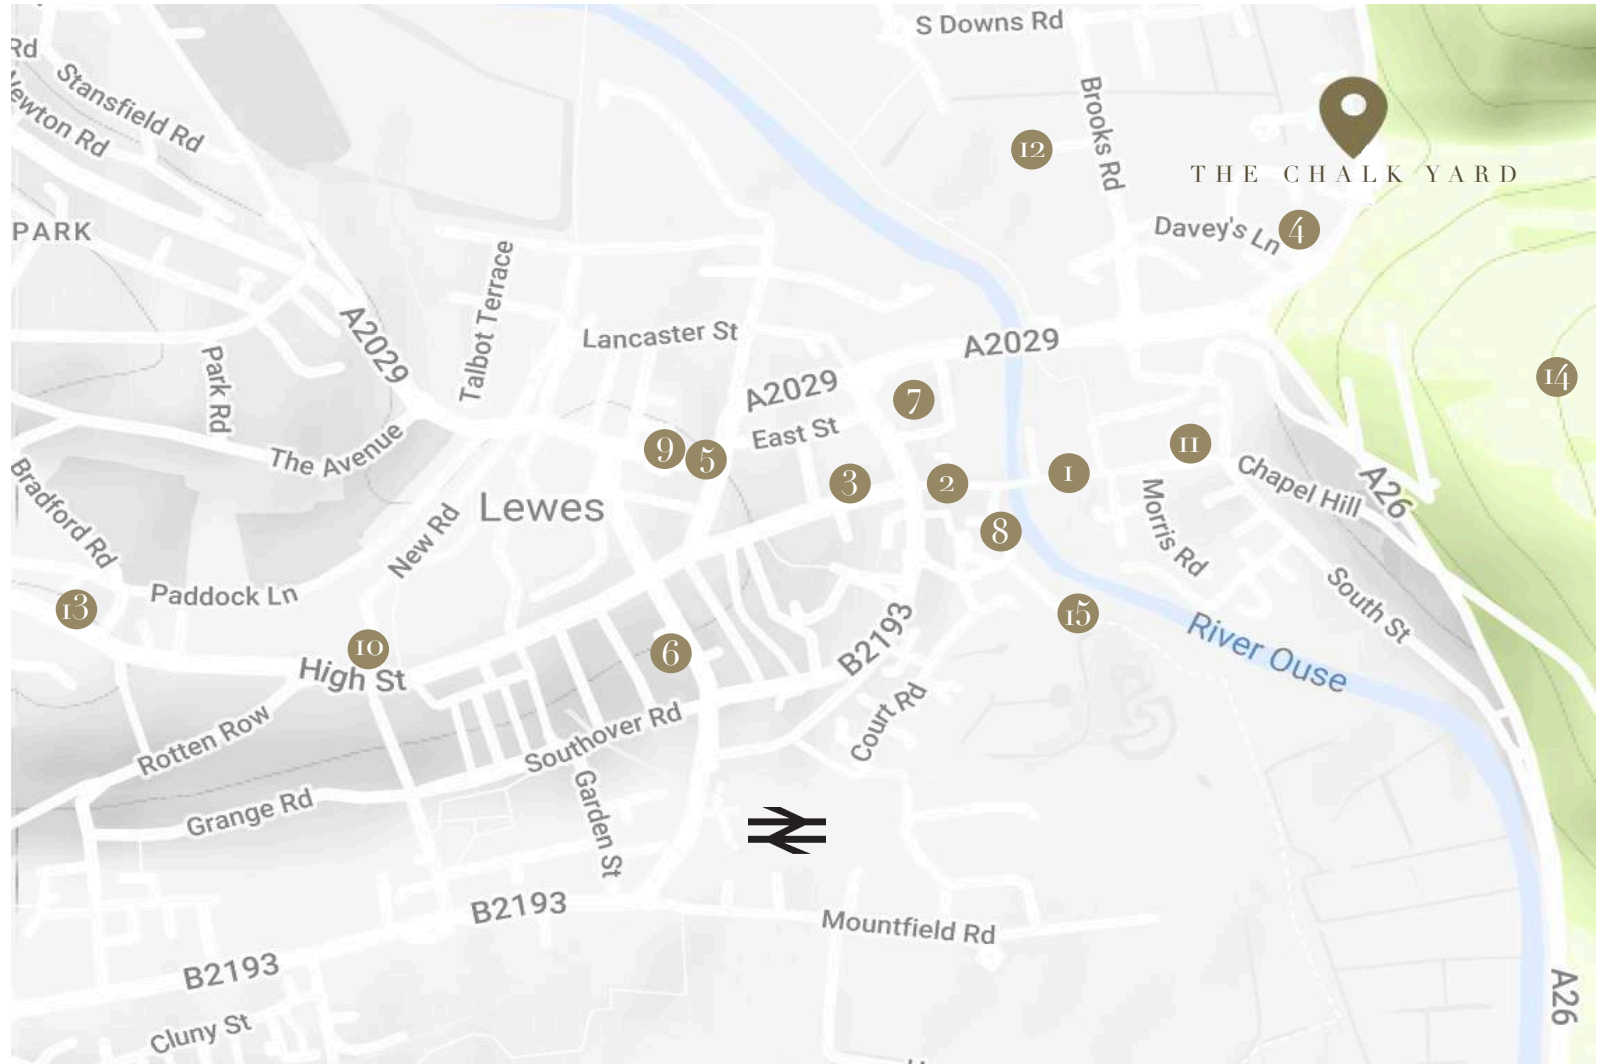 S Downs Rd
Rd
Stansfield Rd
Newton Rd
Brooks Rd
12
THE CHALK YARD
PARK
Davey's Ln
4
Talbot Terrace
A2029
Lancaster St
A2029
Park Rd
A2029
14
7
East St
The Avenue
9
5
11
Bradford Rd
3
2
1
Chapel Hill
A26
Lewes
Morris Rd
New Rd
8
Paddock Ln
13
15
South St
B2193
River Ouse
10
6
High St
Rotten Row
Southover Rd
Court Rd
Grange Rd
Garden St
B2193
Mountfield Rd
B2193
A26
Cluny St